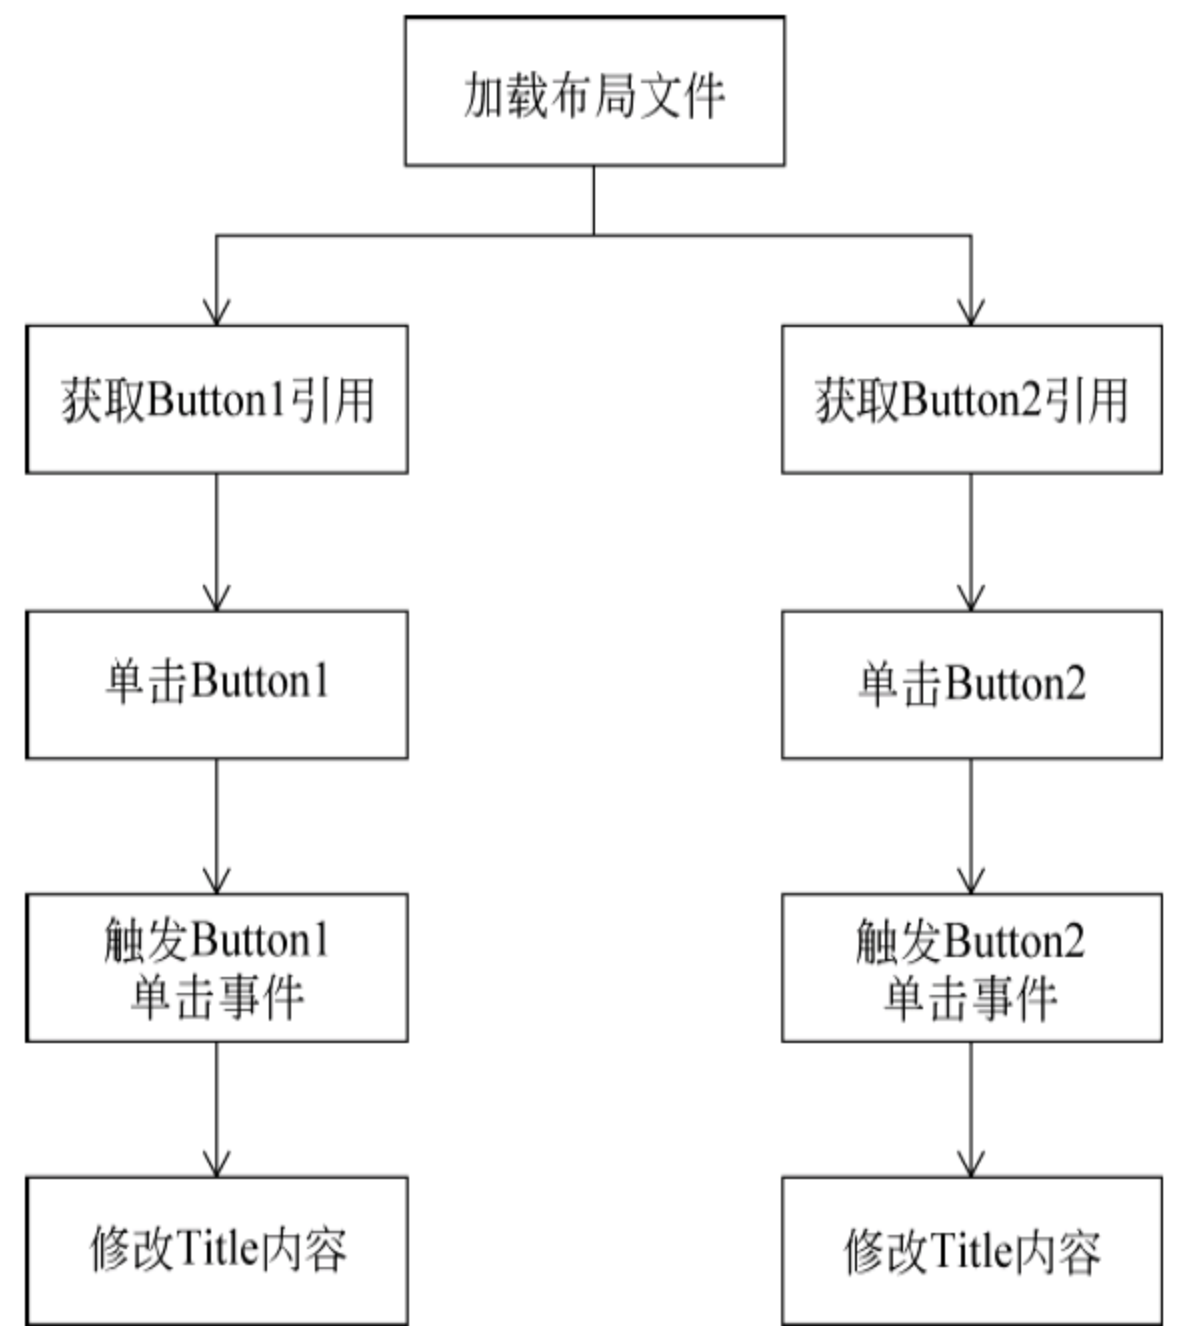 加载布局文件
获取Button1引用
获取Button2引用
单击Button1
单击Button2
触发Button1
单击事件
触发Button2
单击事件
修改Title内容
修改Title内容